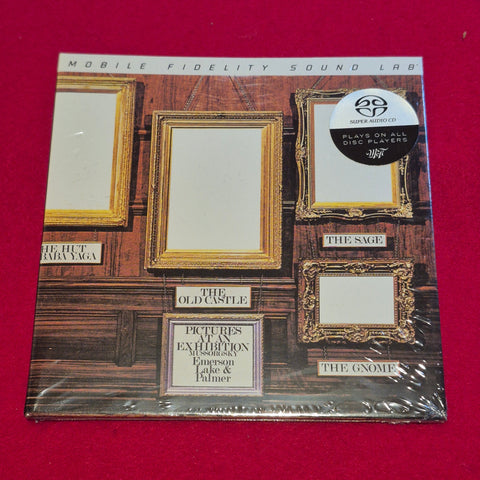 MOBILE FIDELITY SOUND LAB
SUPER AUDIO CD
PLAYS ON ALL
DISC PLAYERS
MoFi
THE SAGE
HE HUT
BABA YAGA
THE
OLD CASTLE
PICTURES
AT AN
EXHIBITION
MUSSORGSKY
Emerson
Lake &
Palmer
THE GNOME